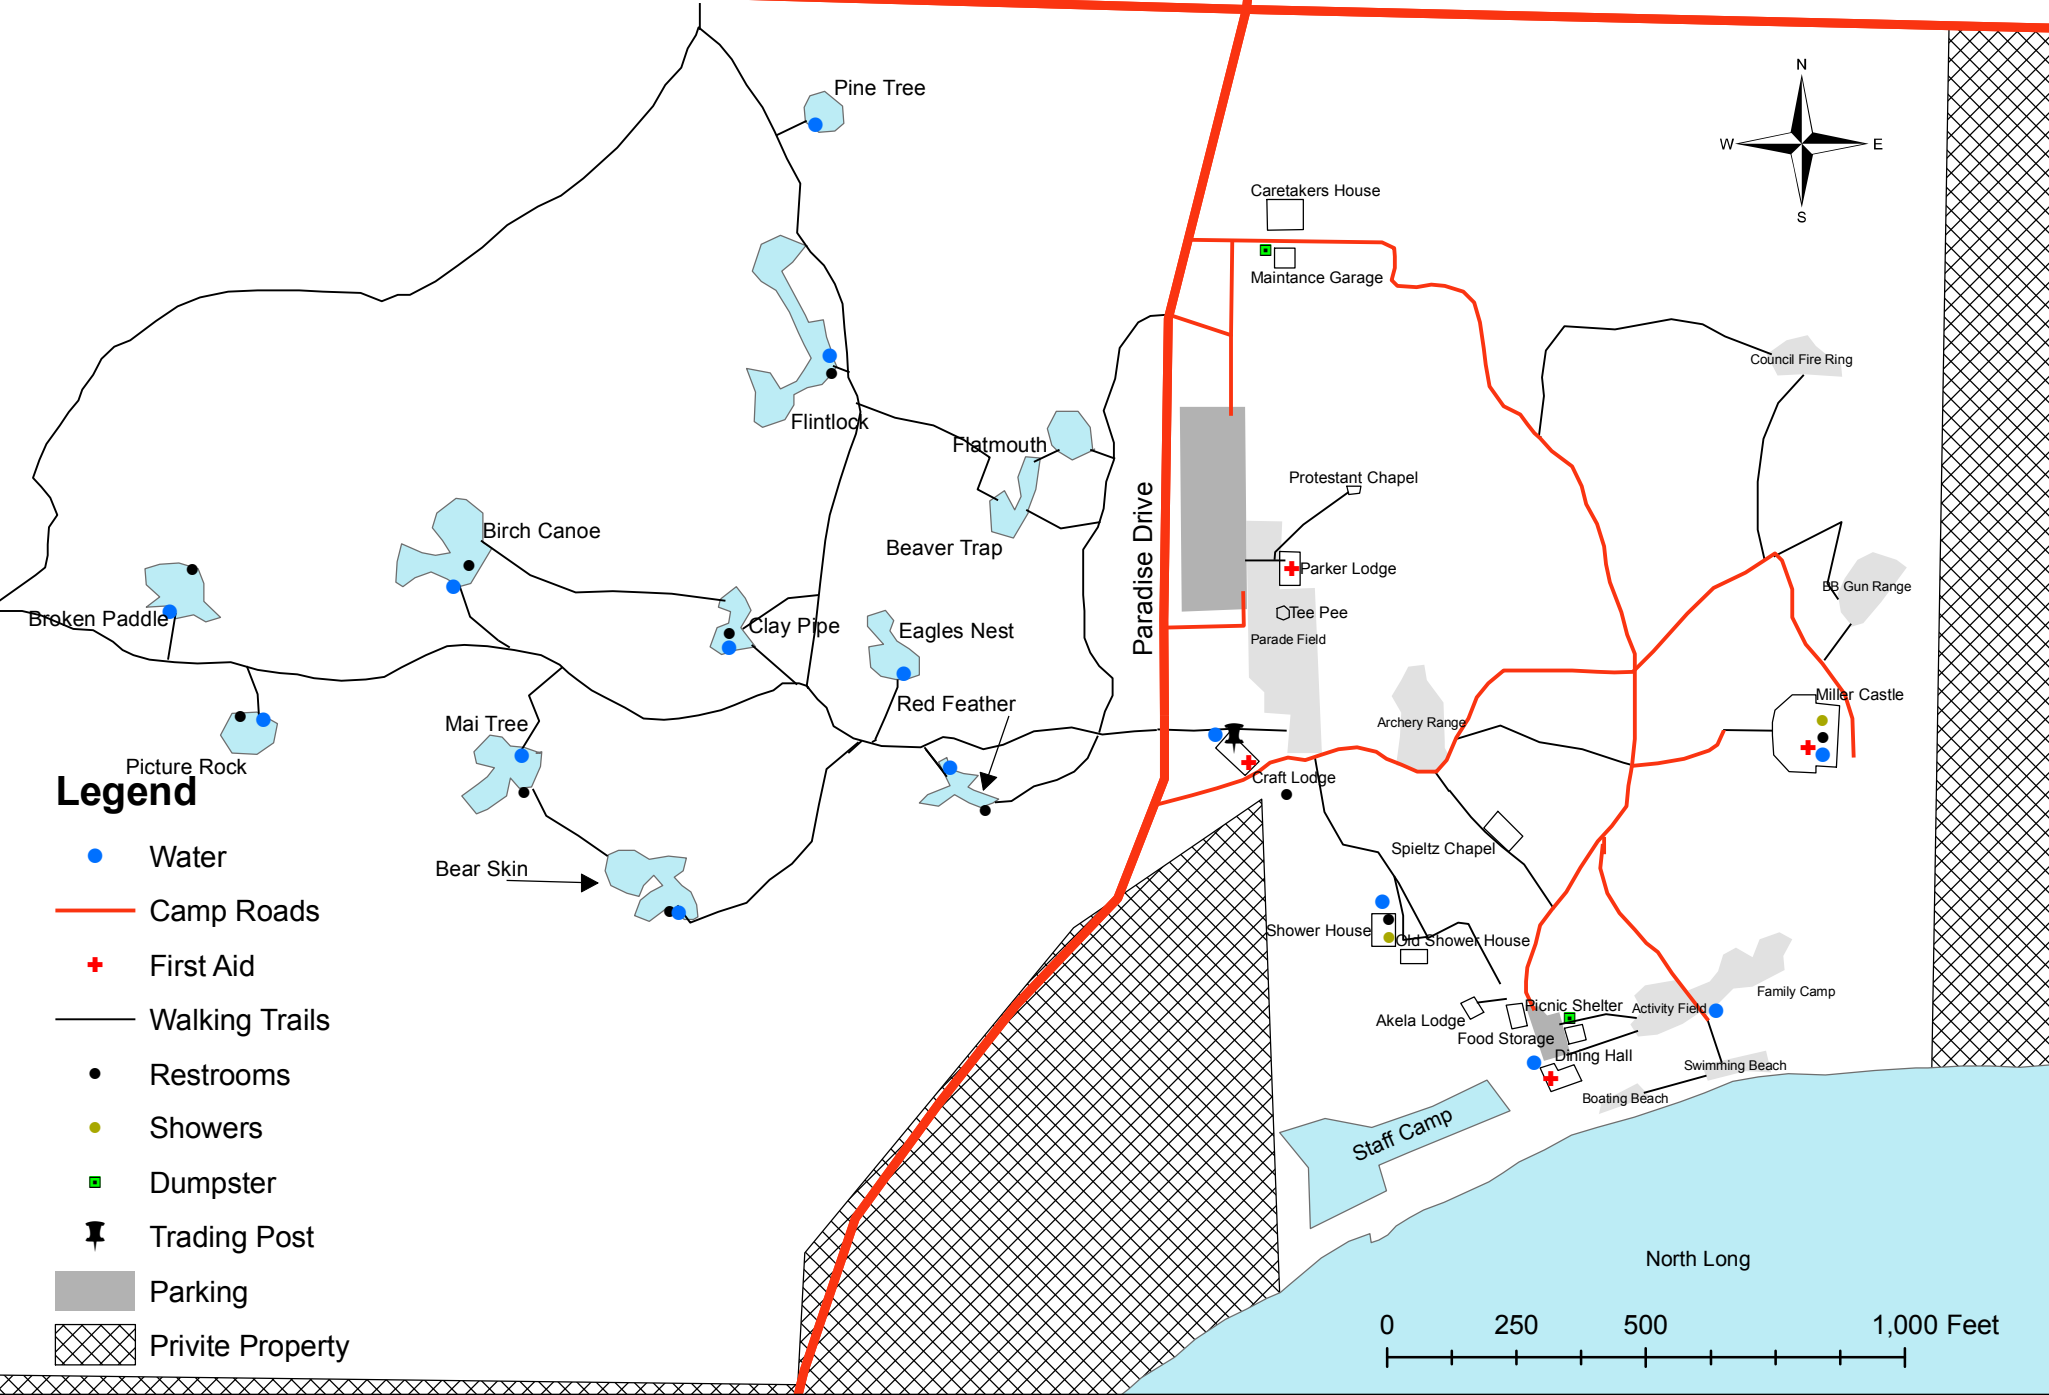 Pine Tree
N
W
E
S
Caretakers House
Maintance Garage
Council Fire Ring
Flintlock
Flatmouth
Protestant Chapel
Paradise Drive
Birch Canoe
Beaver Trap
Parker Lodge
BB Gun Range
Broken Paddle
Clay Pipe
Eagles Nest
Tee Pee
Parade Field
Red Feather
Miller Castle
Mai Tree
Archery Range
Picture Rock
Craft Lodge
Bear Skin
Spieltz Chapel
Shower House
Old Shower House
Family Camp
Picnic Shelter
Activity Field
Akela Lodge
Food Storage
Dining Hall
Swimming Beach
Boating Beach
Staff Camp
North Long
Legend
Water
Camp Roads
First Aid
Walking Trails
Restrooms
Showers
Dumpster
Trading Post
Parking
Privite Property
0 250 500 1,000 Feet